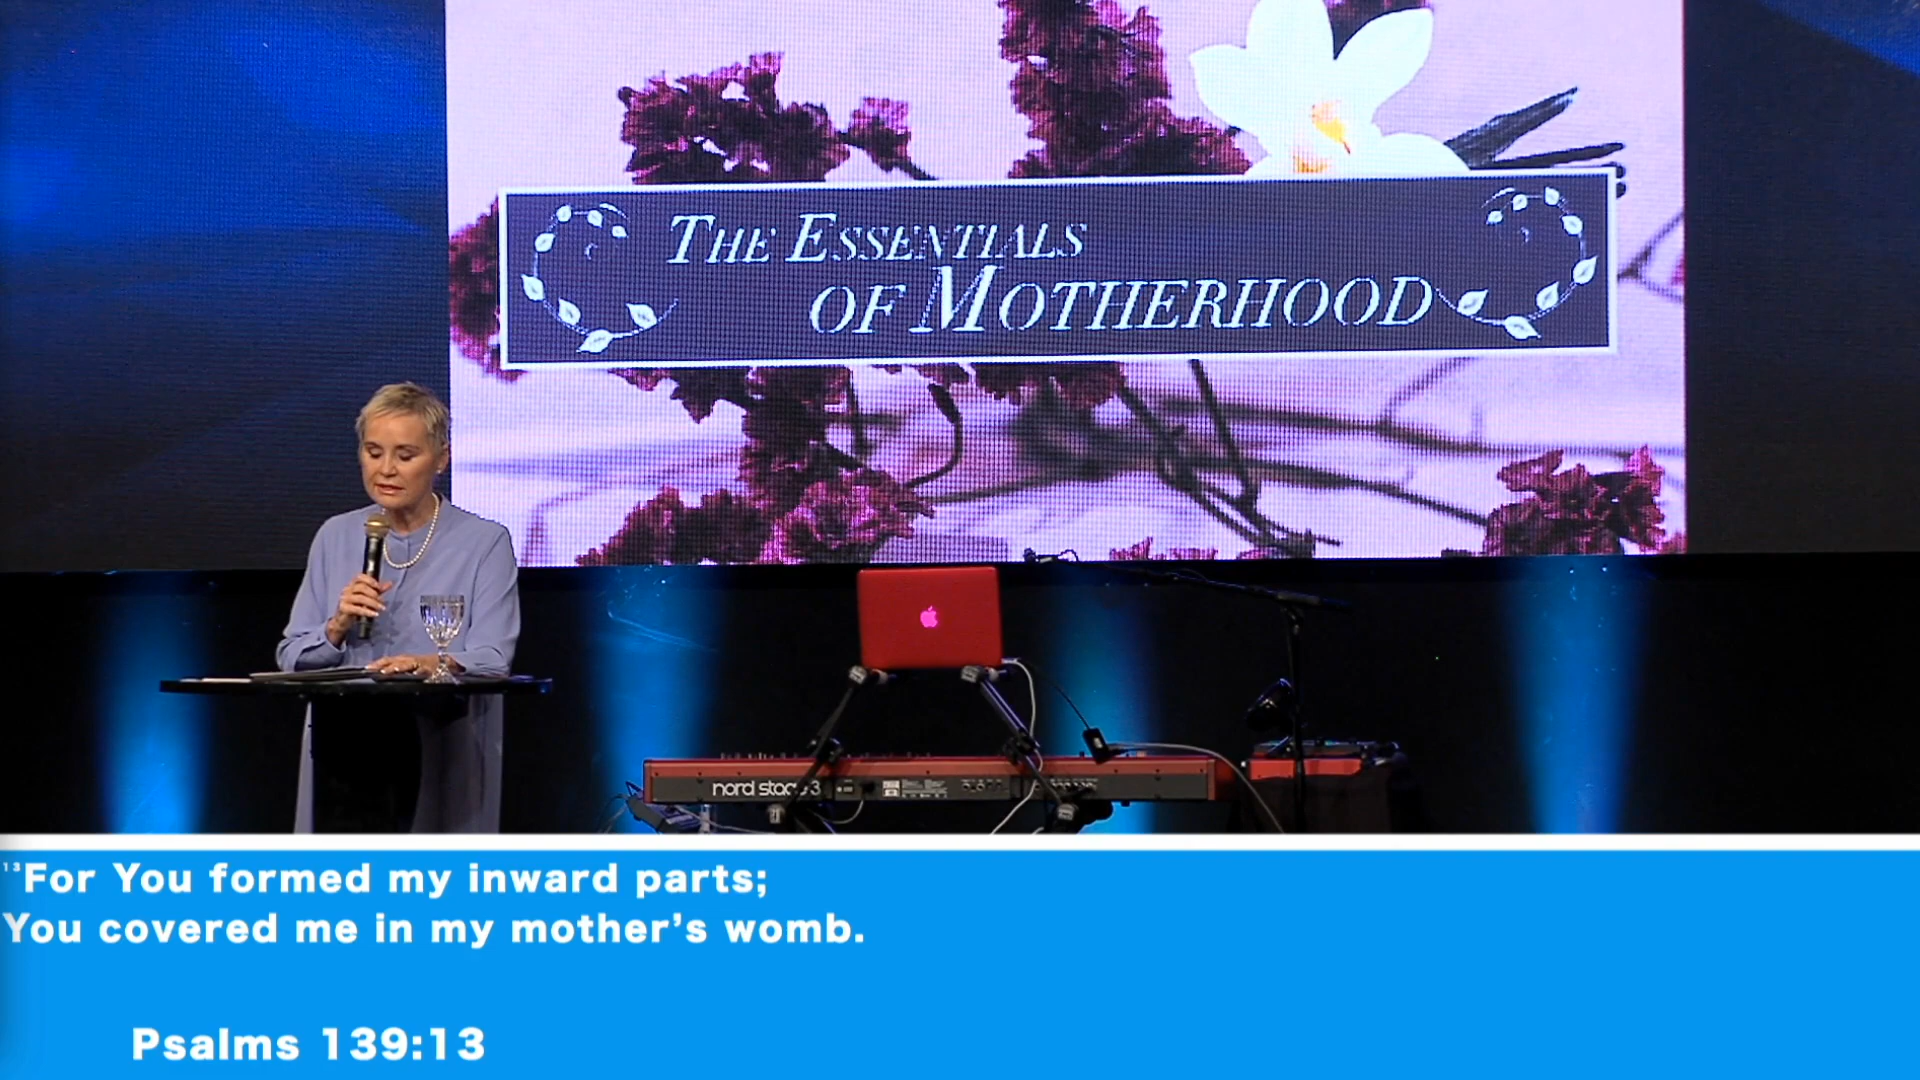 THE ESSENTIALS
OF MOTHERHOOD
nord stage 3
13For You formed my inward parts;
You covered me in my mother’s womb.
Psalms 139:13